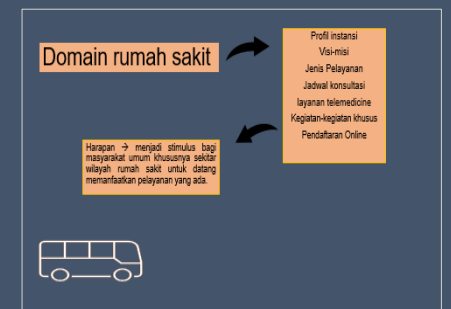 Domain rumah sakit
Profil instansi
Visi-misi
Jenis Pelayanan
Jadwal konsultasi
layanan telemedicine
Kegiatan-kegiatan khusus
Pendaftaran Online
Harapan → menjadi stimulus bagi
masyarakat umum khususnya sekitar
wilayah rumah sakit untuk datang
memanfaatkan pelayanan yang ada.